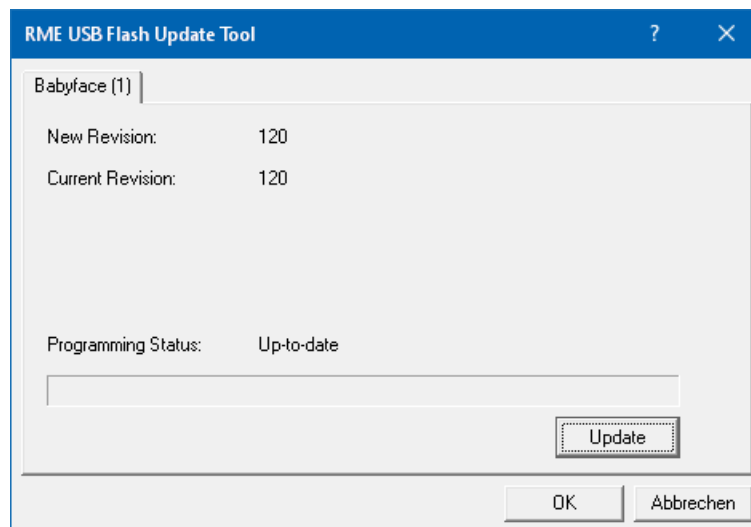 RME USB Flash Update Tool
Babyface (1)
New Revision: 120
Current Revision: 120
Programming Status: Up-to-date
Update
OK Abbrechen